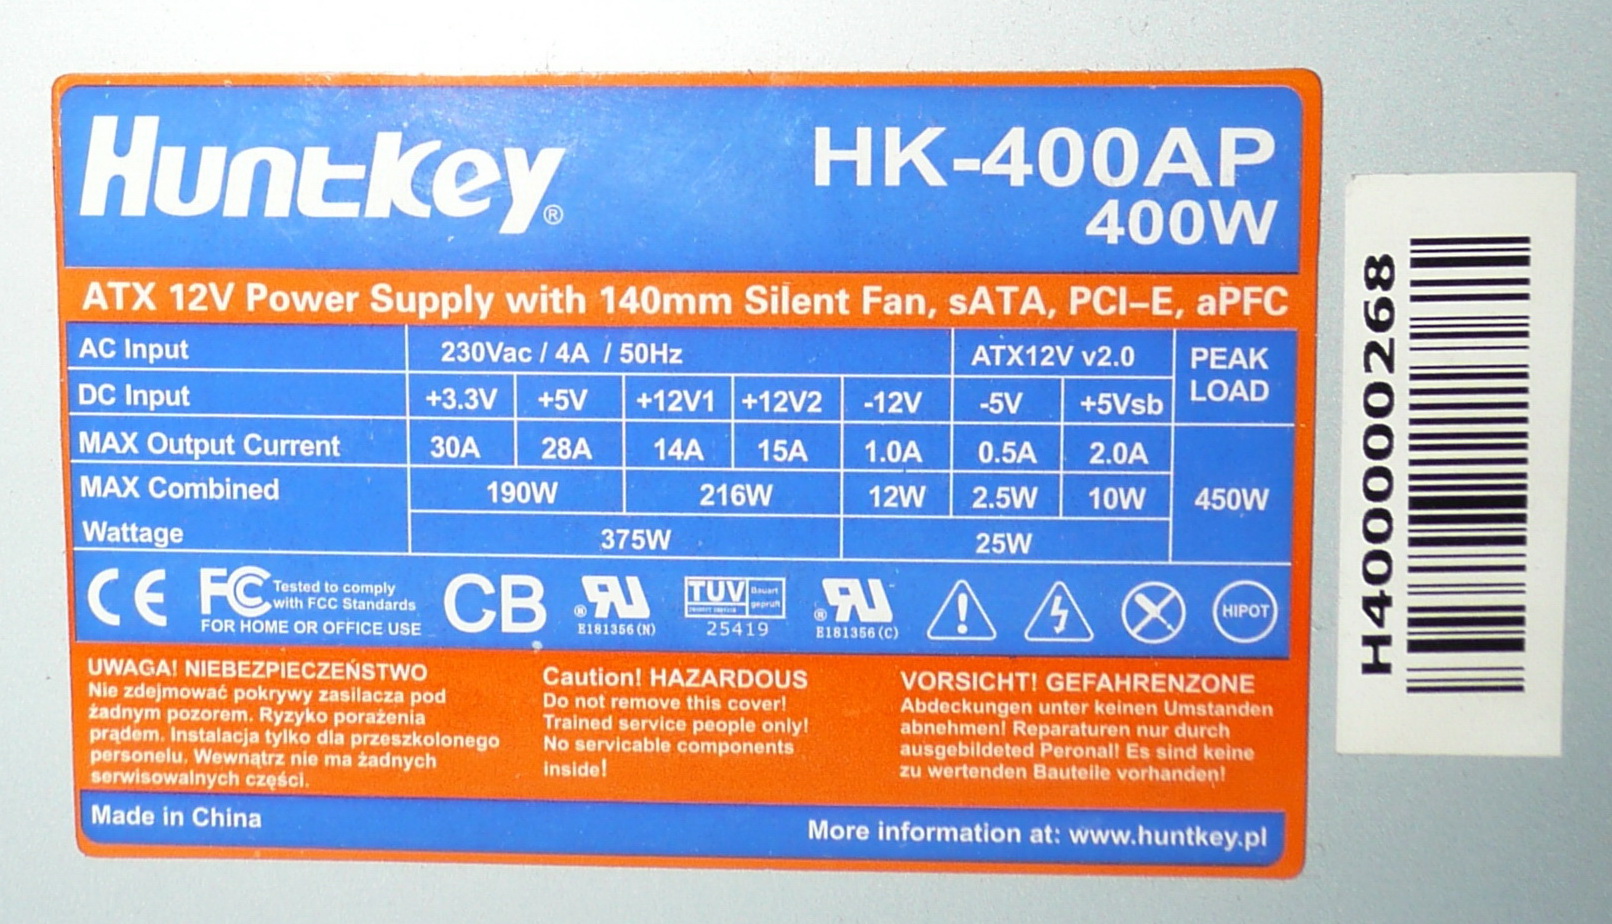 Huntkey®
HK-400AP
400W
ATX 12V Power Supply with 140mm Silent Fan, sATA, PCI-E, aPFC
AC Input 230Vac / 4A / 50Hz ATX12V v2.0 PEAK LOAD
DC Input +3.3V +5V +12V1 +12V2 -12V -5V +5Vsb
MAX Output Current 30A 28A 14A 15A 1.0A 0.5A 2.0A
MAX Combined 190W 216W 12W 2.5W 10W 450W
Wattage 375W 25W
CE FC Tested to comply
with FCC Standards
FOR HOME OR OFFICE USE
CB
®
E181356(N)
TUV Bauart
geprüft
25419
®
E181356(C)
HIPOT
UWAGA! NIEBEZPIECZEŃSTWO
Nie zdejmować pokrywy zasilacza pod
żadnym pozorem. Ryzyko porażenia
prądem. Instalacja tylko dla przeszkolonego
personelu. Wewnątrz nie ma żadnych
serwisowalnych części.
Caution! HAZARDOUS
Do not remove this cover!
Trained service people only!
No servicable components
inside!
VORSICHT! GEFAHRENZONE
Abdeckungen unter keinen Umstanden
abnehmen! Reparaturen nur durch
ausgebildeted Peronal! Es sind keine
zu wertenden Bauteile vorhanden!
Made in China
More information at: www.huntkey.pl
H40000268